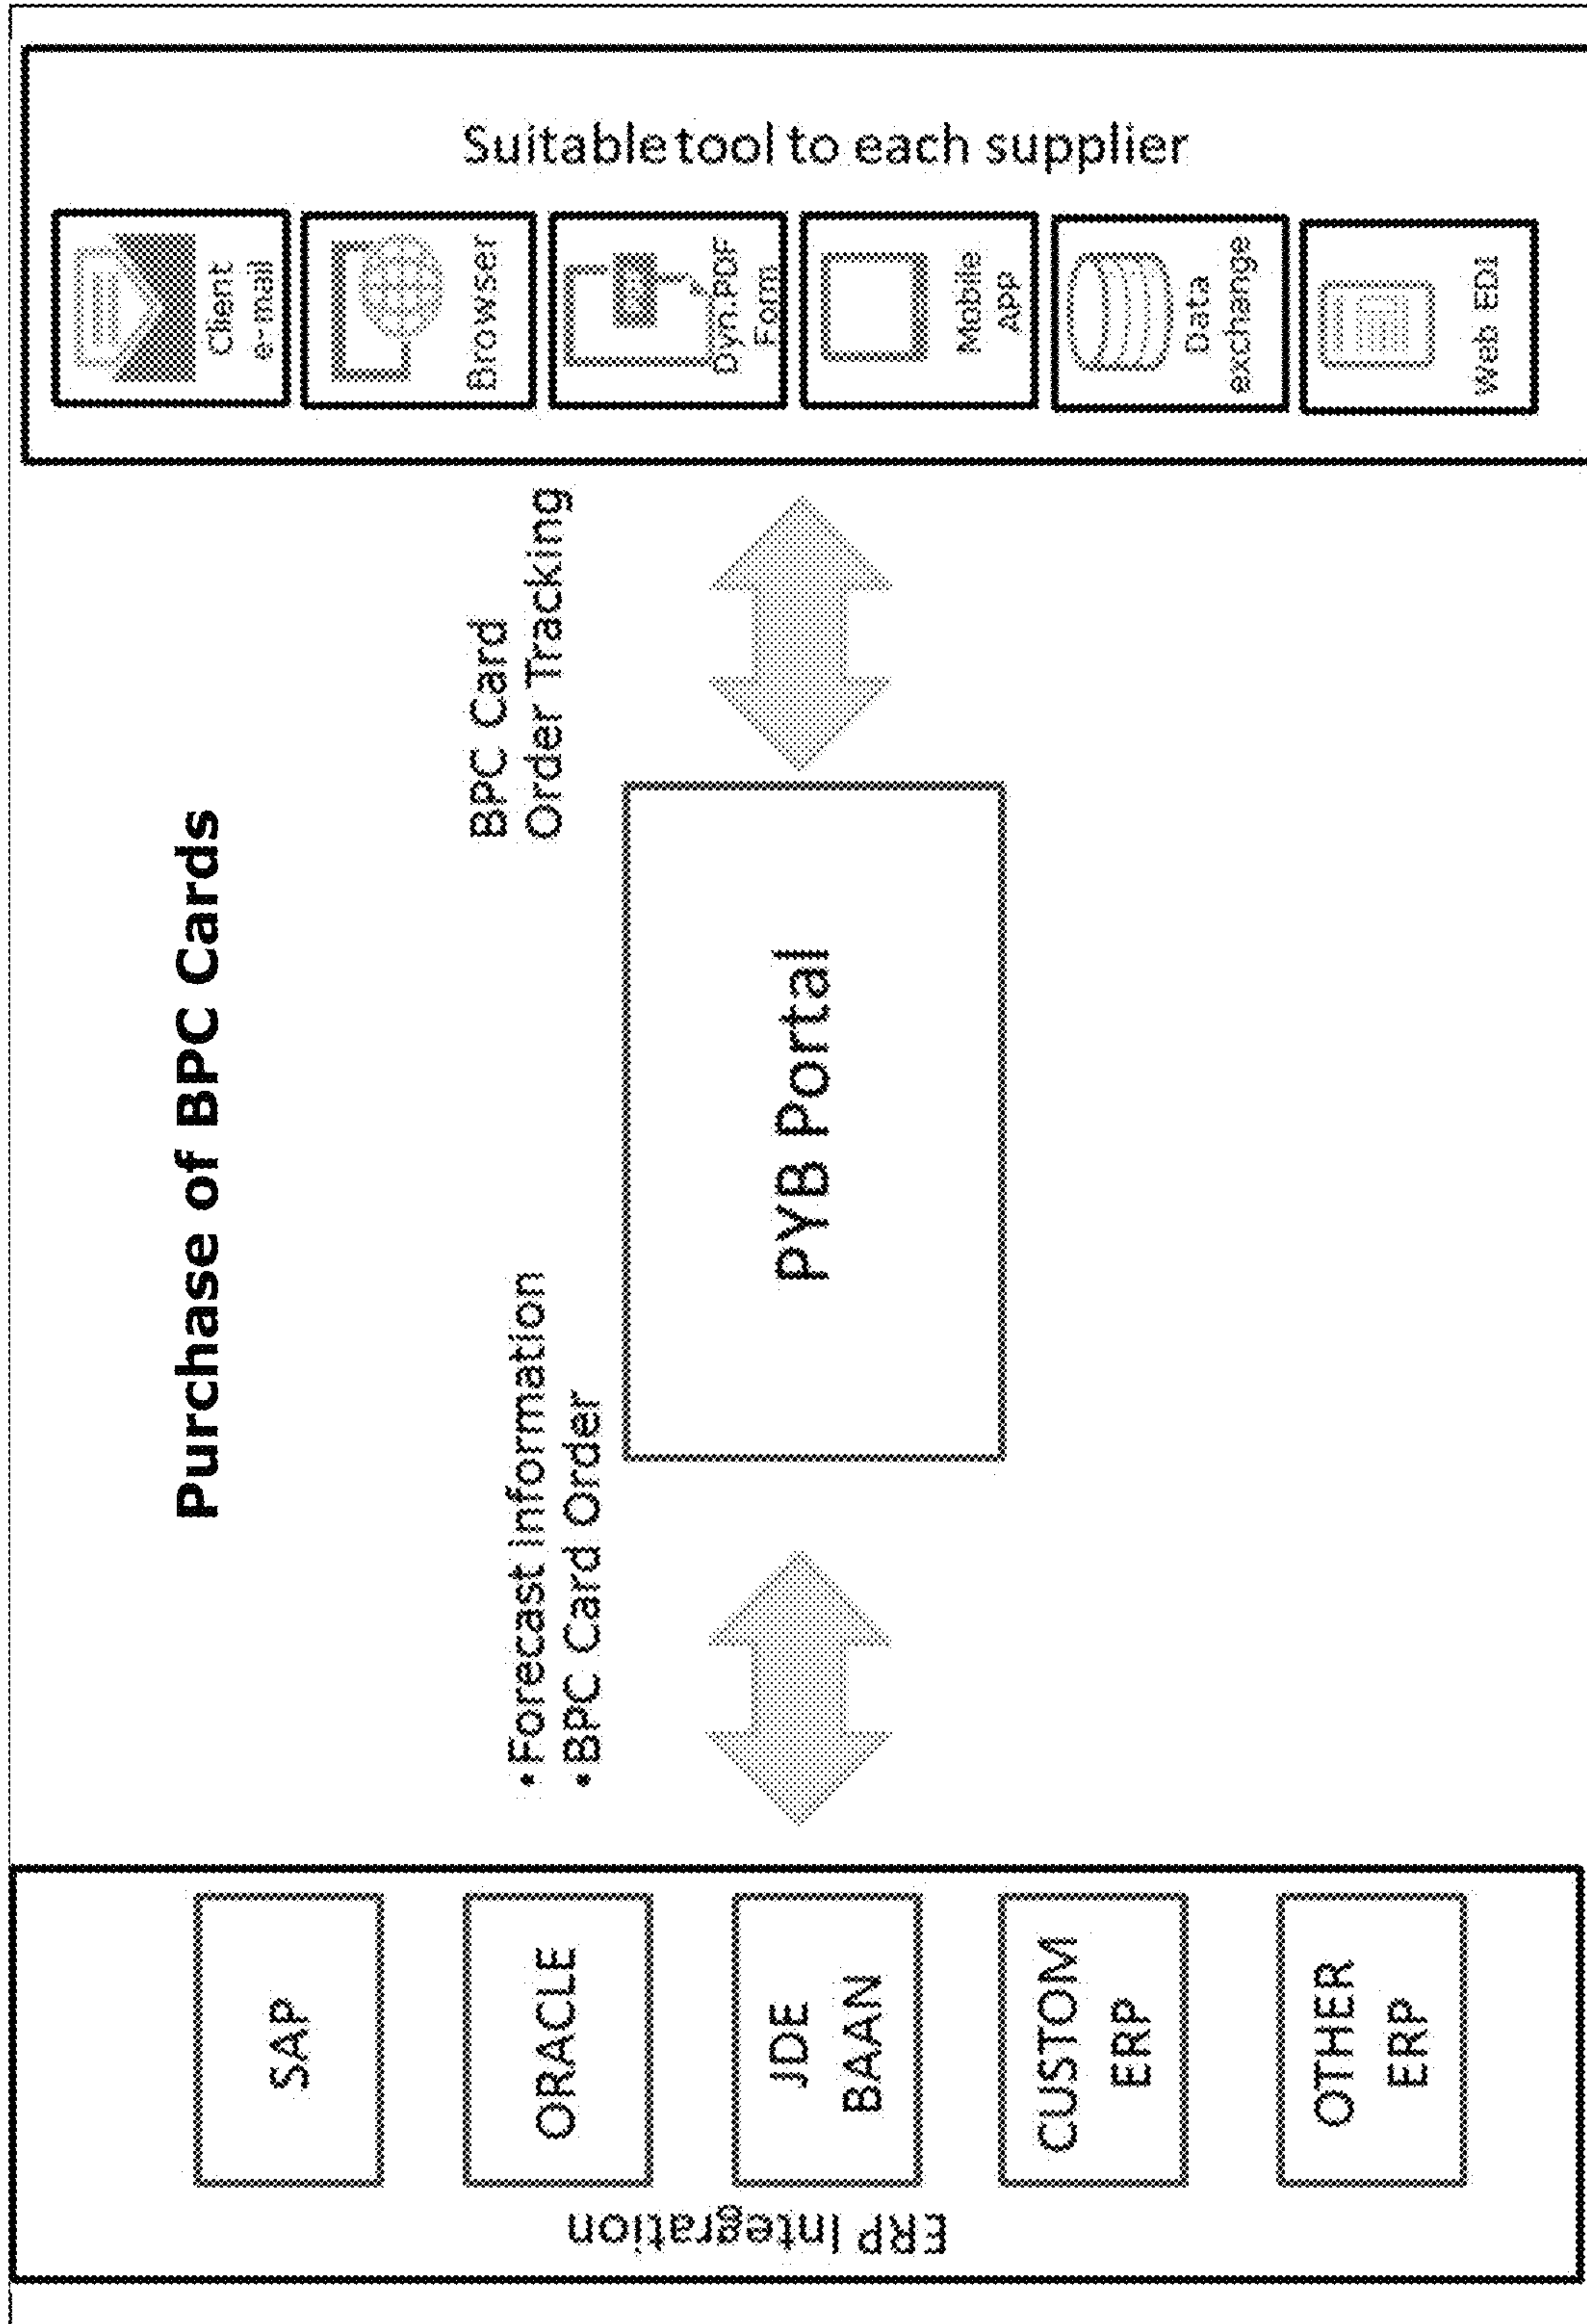 Purchase of BPC Cards
ERP Integration
SAP
ORACLE
JDE
BAAN
CUSTOM
ERP
OTHER
ERP
•Forecast Information
•BPC Card Order
PYB Portal
BPC Card
Order Tracking
Client
e-mail
Browser
Dyn.PDF
Form
Mobile
APP
Data
exchange
Web EDI
Suitable tool to each supplier